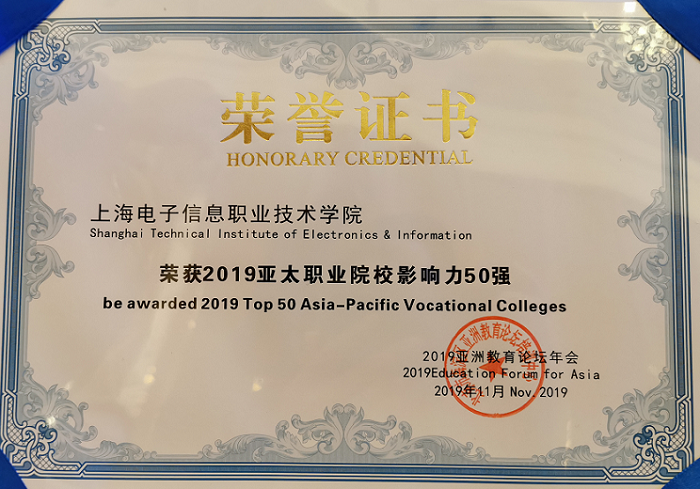 荣誉证书
HONORARY CREDENTIAL
上海电子信息职业技术学院
Shanghai Technical Institute of Electronics & Information
荣获2019亚太职业院校影响力50强
be awarded 2019 Top 50 Asia-Pacific Vocational Colleges
2019亚洲教育论坛年会
2019Education Forum for Asia
2019年11月 Nov.2019